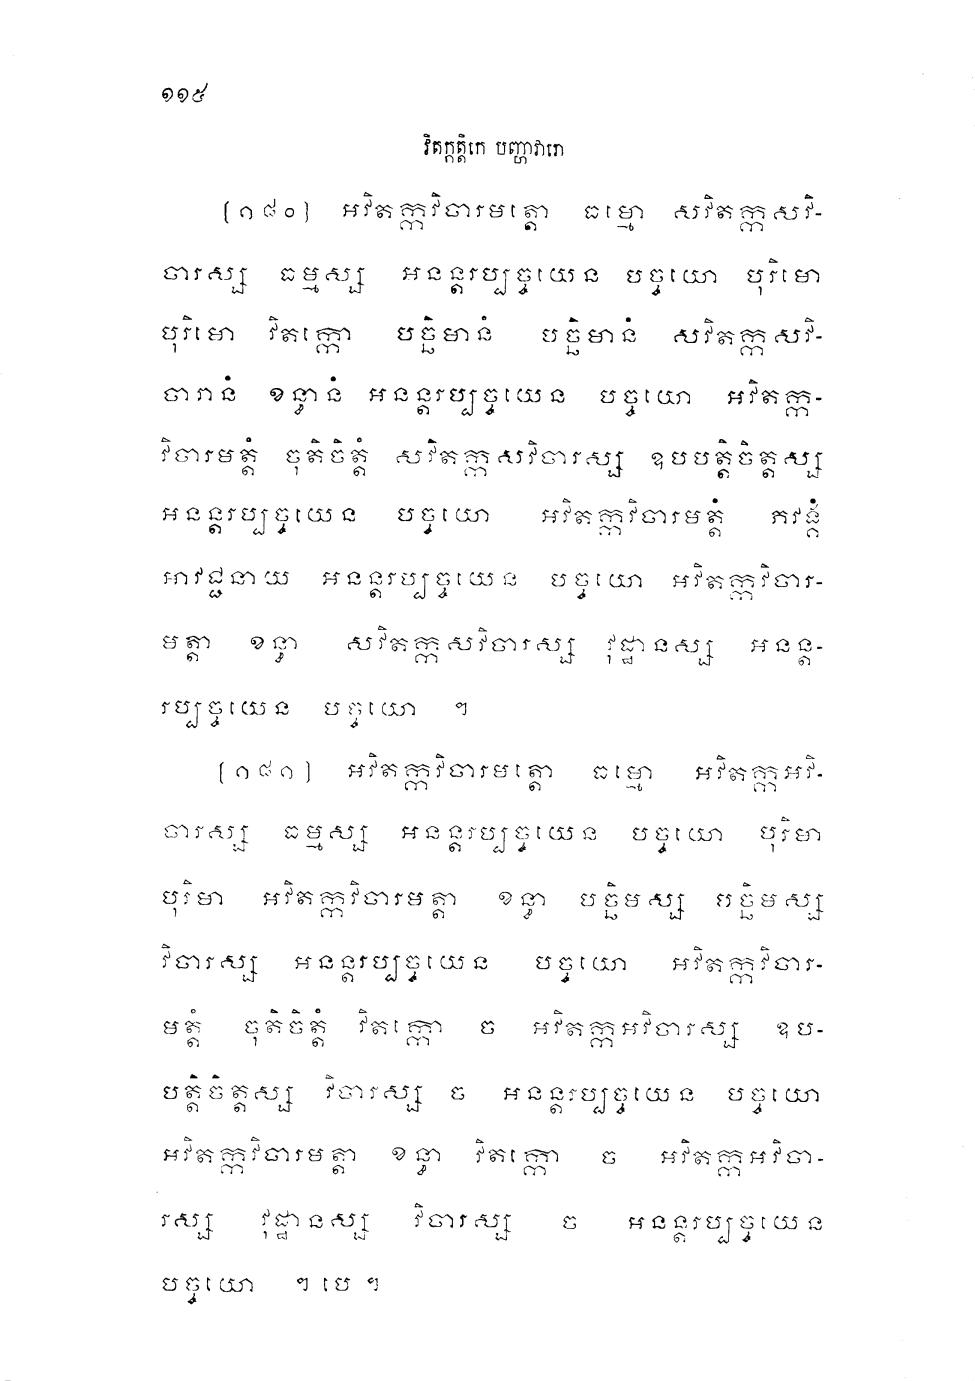 ១១៥
វិតក្កត្តិកេ បញ្ហាវារោ
[១៨០] អវិតក្កវិចារមត្តោ ធម្មោ សវិតក្កសវិ-
ចារស្ស ធម្មស្ស អនន្តរប្បច្ចយេន បច្ចយោ បុរិមោ
បុរិមោ វិតក្កោ បច្ឆិមានំ បច្ឆិមានំ សវិតក្កសវិ-
ចារានំ ខន្ធានំ អនន្តរប្បច្ចយេន បច្ចយោ អវិតក្ក-
វិចារមត្តំ ចុតិចិត្តំ សវិតក្កសវិចារស្ស ឧបបត្តិចិត្តស្ស
អនន្តរប្បច្ចយេន បច្ចយោ អវិតក្កវិចារមត្តំ ភវង្គំ
អាវជ្ជនាយ អនន្តរប្បច្ចយេន បច្ចយោ អវិតក្កវិចារ-
មត្តា ខន្ធា សវិតក្កសវិចារស្ស វុដ្ឋានស្ស អនន្ត-
រប្បច្ចយេន បច្ចយោ ។
[១៨១] អវិតក្កវិចារមត្តោ ធម្មោ អវិតក្កអវិ-
ចារស្ស ធម្មស្ស អនន្តរប្បច្ចយេន បច្ចយោ បុរិមា
បុរិមា អវិតក្កវិចារមត្តា ខន្ធា បច្ឆិមស្ស បច្ឆិមស្ស
វិចារស្ស អនន្តរប្បច្ចយេន បច្ចយោ អវិតក្កវិចារ-
មត្តំ ចុតិចិត្តំ វិតក្កោ ច អវិតក្កអវិចារស្ស ឧប-
បត្តិចិត្តស្ស វិចារស្ស ច អនន្តរប្បច្ចយេន បច្ចយោ
អវិតក្កវិចារមត្តា ខន្ធា វិតក្កោ ច អវិតក្កអវិចា-
រស្ស វុដ្ឋានស្ស វិចារស្ស ច អនន្តរប្បច្ចយេន
បច្ចយោ ។ បេ ។